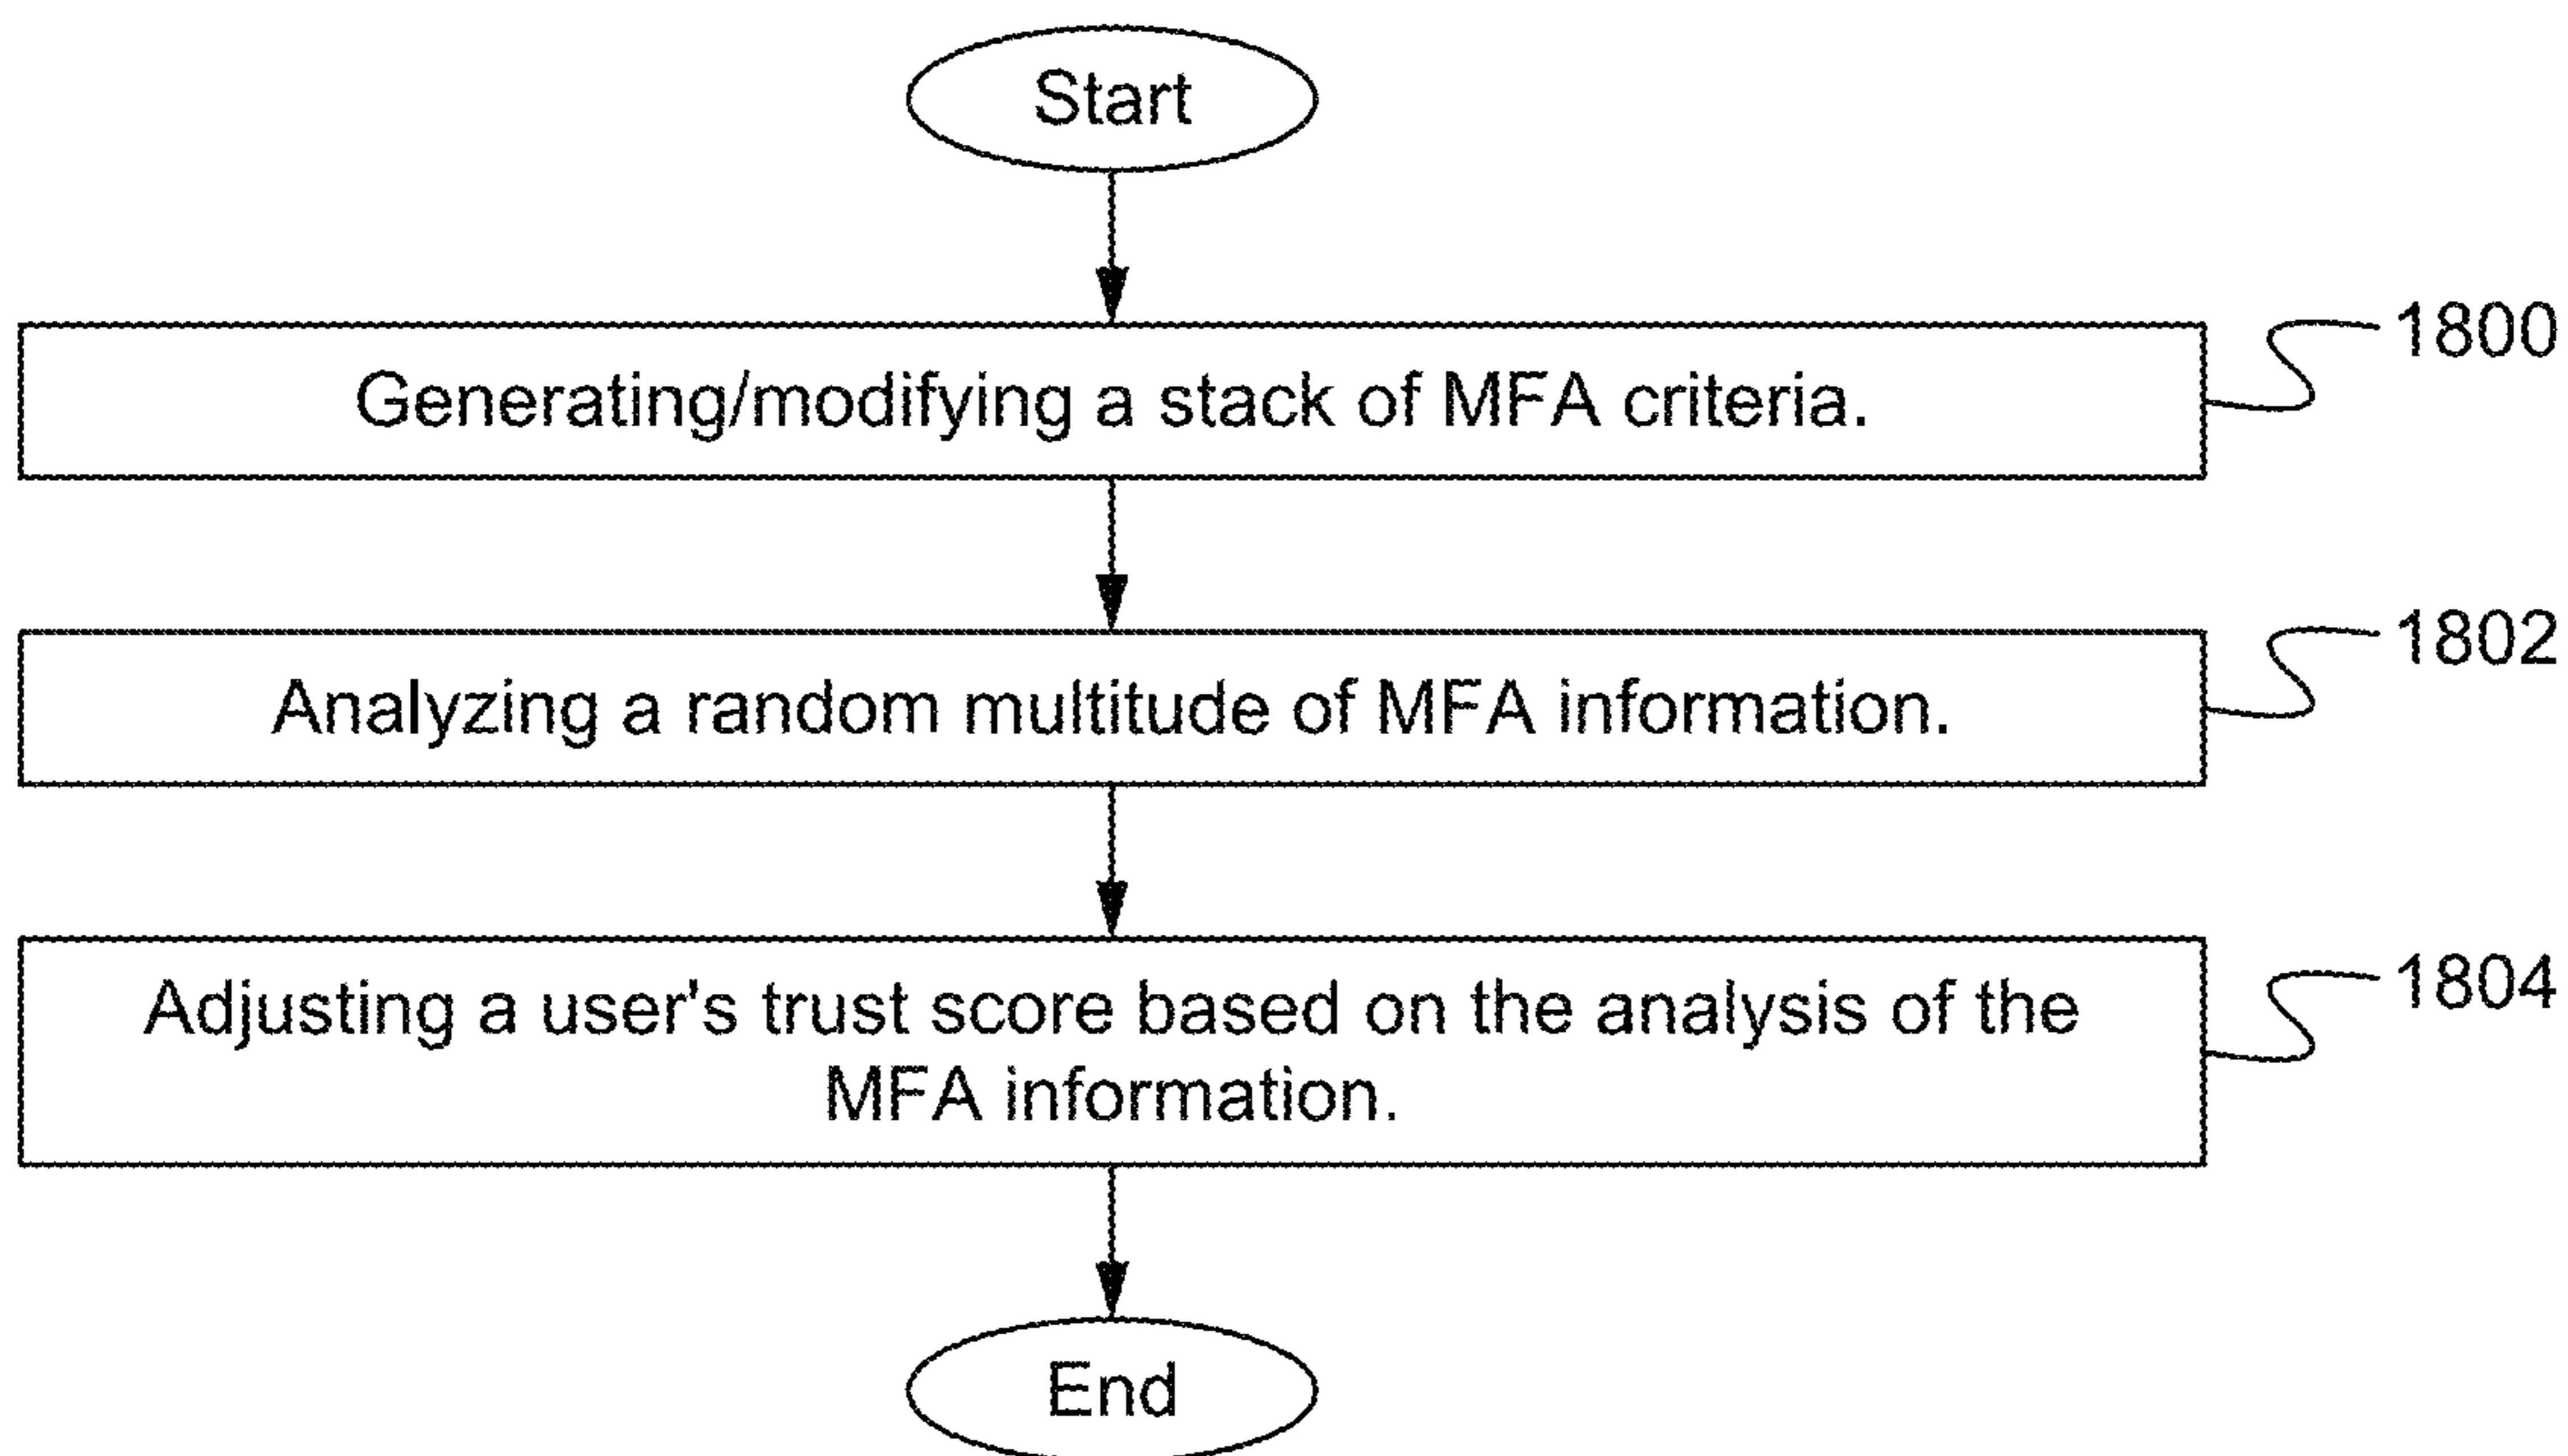 Start
Generating/modifying a stack of MFA criteria.
1800
Analyzing a random multitude of MFA information.
1802
Adjusting a user's trust score based on the analysis of the
MFA information.
1804
End